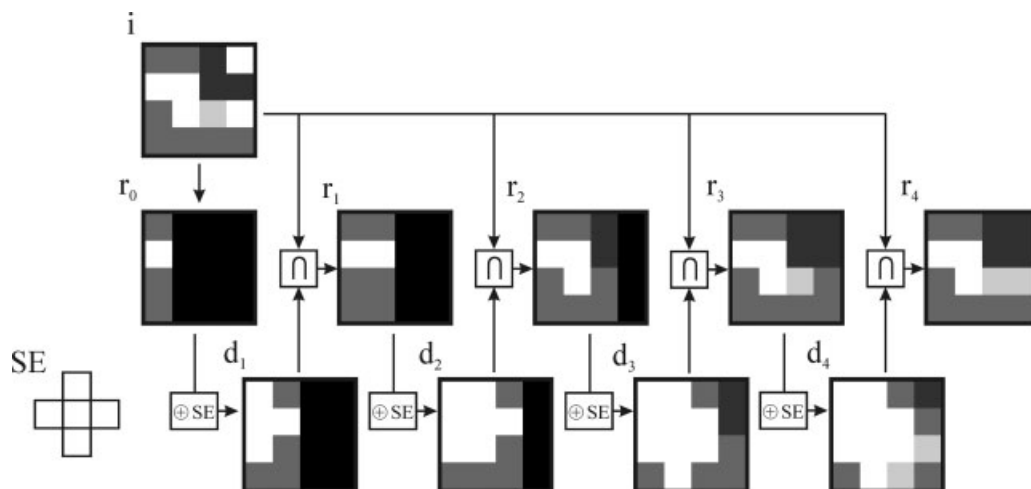 i
r₀ r₁ r₂ r₃ r₄
∩ ∩ ∩ ∩
SE d₁ d₂ d₃ d₄
⊕ SE ⊕ SE ⊕ SE ⊕ SE